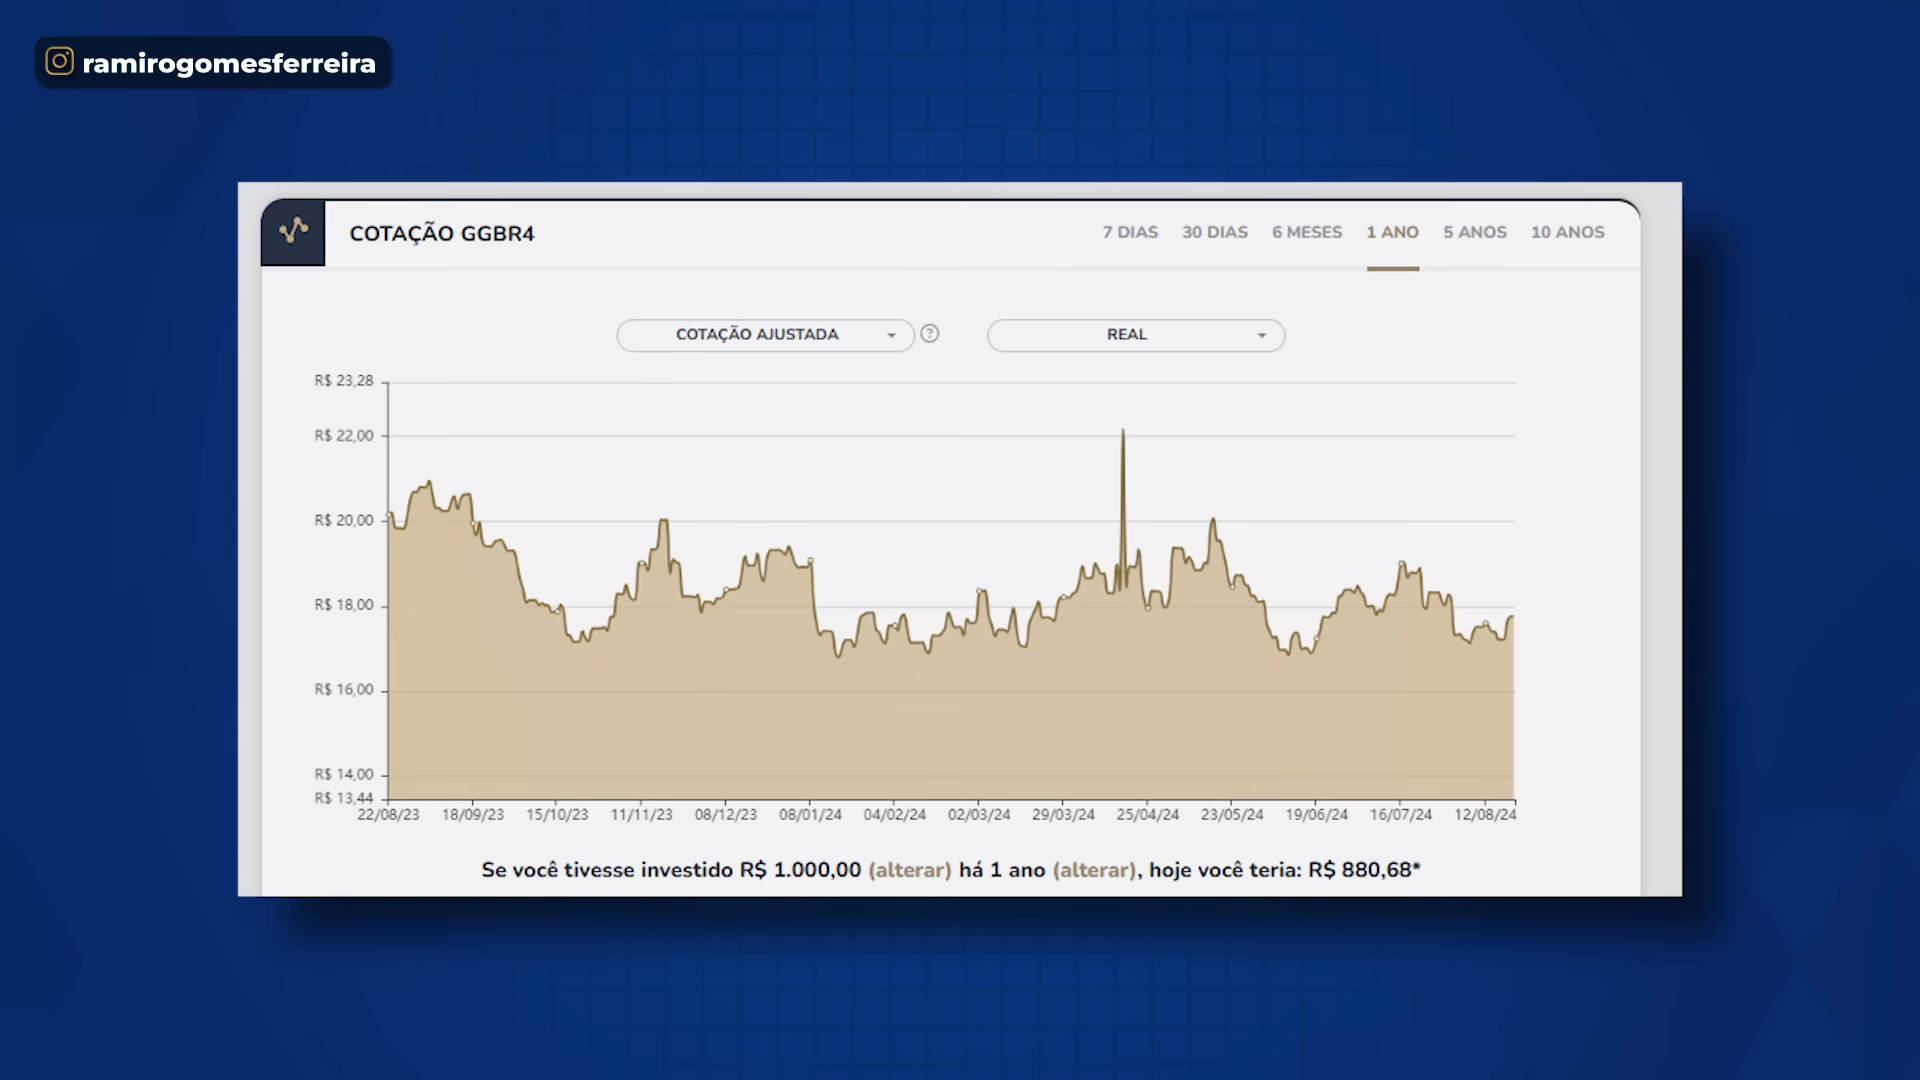 ramirogomesferreira
COTAÇÃO GGBR4
7 DIAS 30 DIAS 6 MESES 1 ANO 5 ANOS 10 ANOS
COTAÇÃO AJUSTADA ? REAL
R$ 23,28
R$ 22,00
R$ 20,00
R$ 18,00
R$ 16,00
R$ 14,00
R$ 13,44
22/08/23 18/09/23 15/10/23 11/11/23 08/12/23 08/01/24 04/02/24 02/03/24 29/03/24 25/04/24 23/05/24 19/06/24 16/07/24 12/08/24
Se você tivesse investido R$ 1.000,00 (alterar) há 1 ano (alterar), hoje você teria: R$ 880,68*